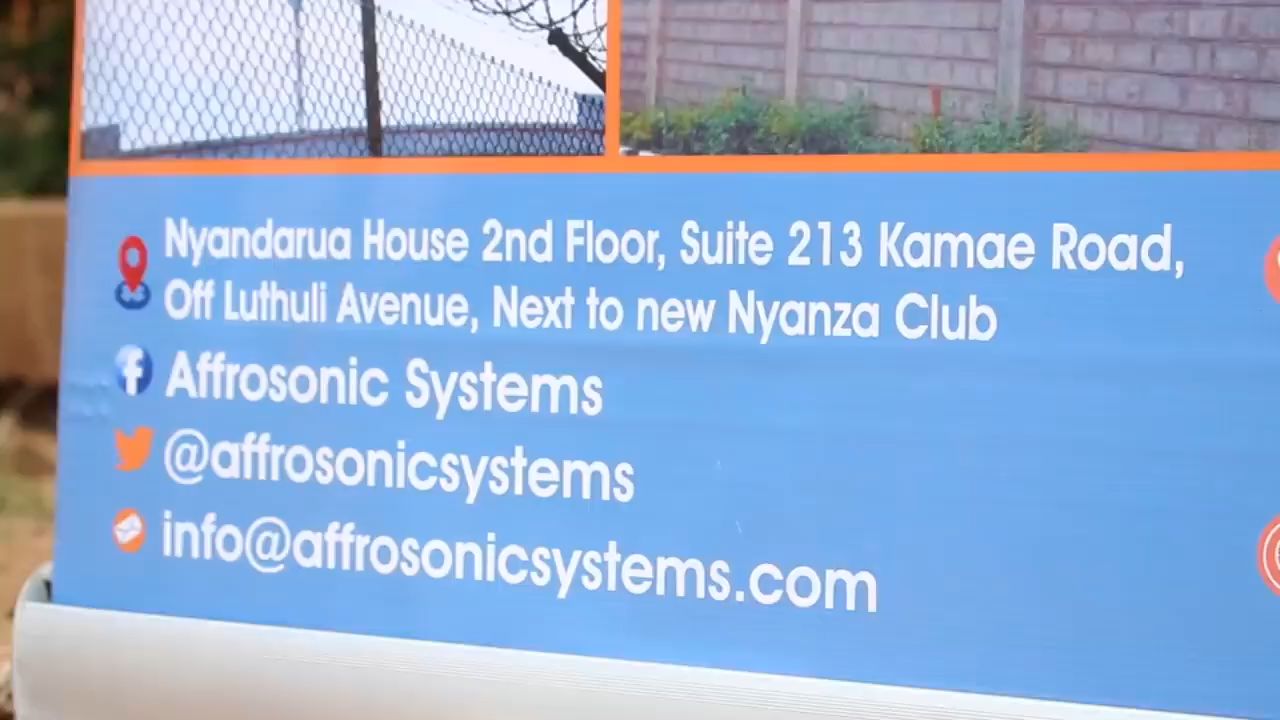 Nyandarua House 2nd Floor, Suite 213 Kamae Road,
Off Luthuli Avenue, Next to new Nyanza Club
Affrosonic Systems
@affrosonicsystems
info@affrosonicsystems.com